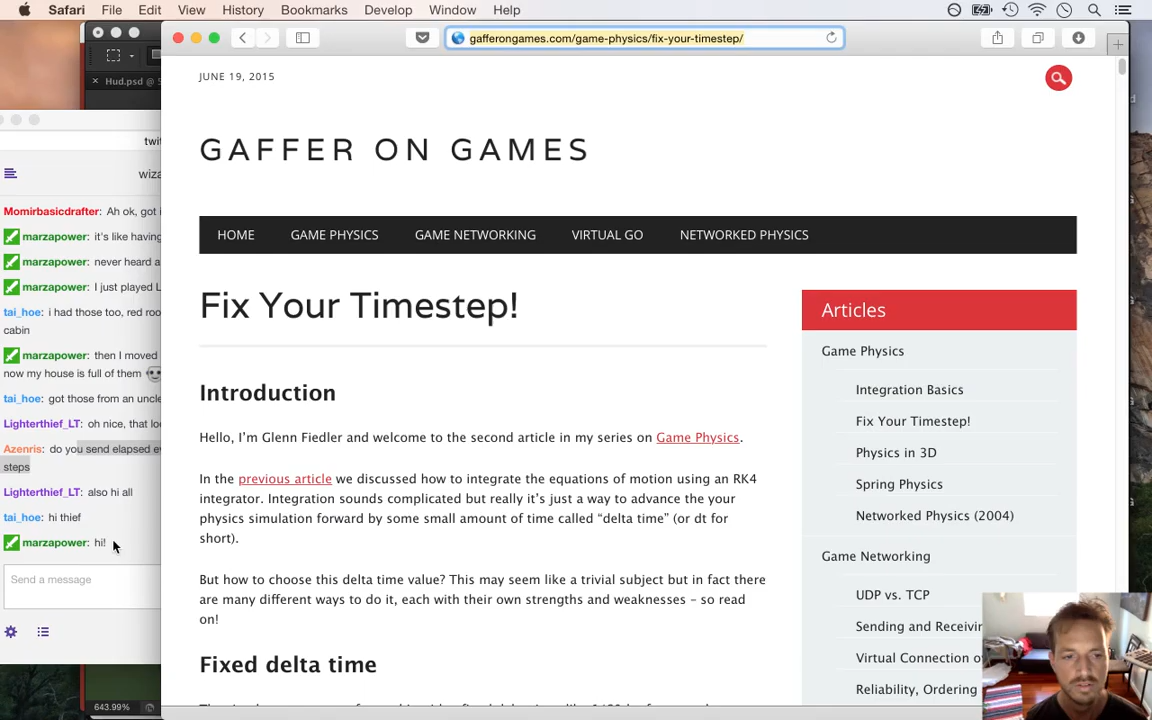 Safari File Edit View History Bookmarks Develop Window Help
gafferongames.com/game-physics/fix-your-timestep/
Hud.psd @
JUNE 19, 2015
GAFFER ON GAMES
HOME GAME PHYSICS GAME NETWORKING VIRTUAL GO NETWORKED PHYSICS
Fix Your Timestep!
Introduction
Hello, I'm Glenn Fiedler and welcome to the second article in my series on Game Physics.
In the previous article we discussed how to integrate the equations of motion using an RK4
integrator. Integration sounds complicated but really it's just a way to advance the your
physics simulation forward by some small amount of time called “delta time” (or dt for
short).
But how to choose this delta time value? This may seem like a trivial subject but in fact there
are many different ways to do it, each with their own strengths and weaknesses – so read
on!
Fixed delta time
Articles
Game Physics
Integration Basics
Fix Your Timestep!
Physics in 3D
Spring Physics
Networked Physics (2004)
Game Networking
UDP vs. TCP
Sending and Receivin
Virtual Connection o
Reliability, Ordering
Momirbasicdrafter: Ah ok, got i
marzapower: it's like having
marzapower: never heard a
marzapower: I just played L
tai_hoe: i had those too, red roo
cabin
marzapower: then I moved
now my house is full of them
tai_hoe: got those from an uncle
Lighterthief_LT: oh nice, that lo
Azenris: do you send elapsed e
steps
Lighterthief_LT: also hi all
tai_hoe: hi thief
marzapower: hi!
Send a message
643.99%